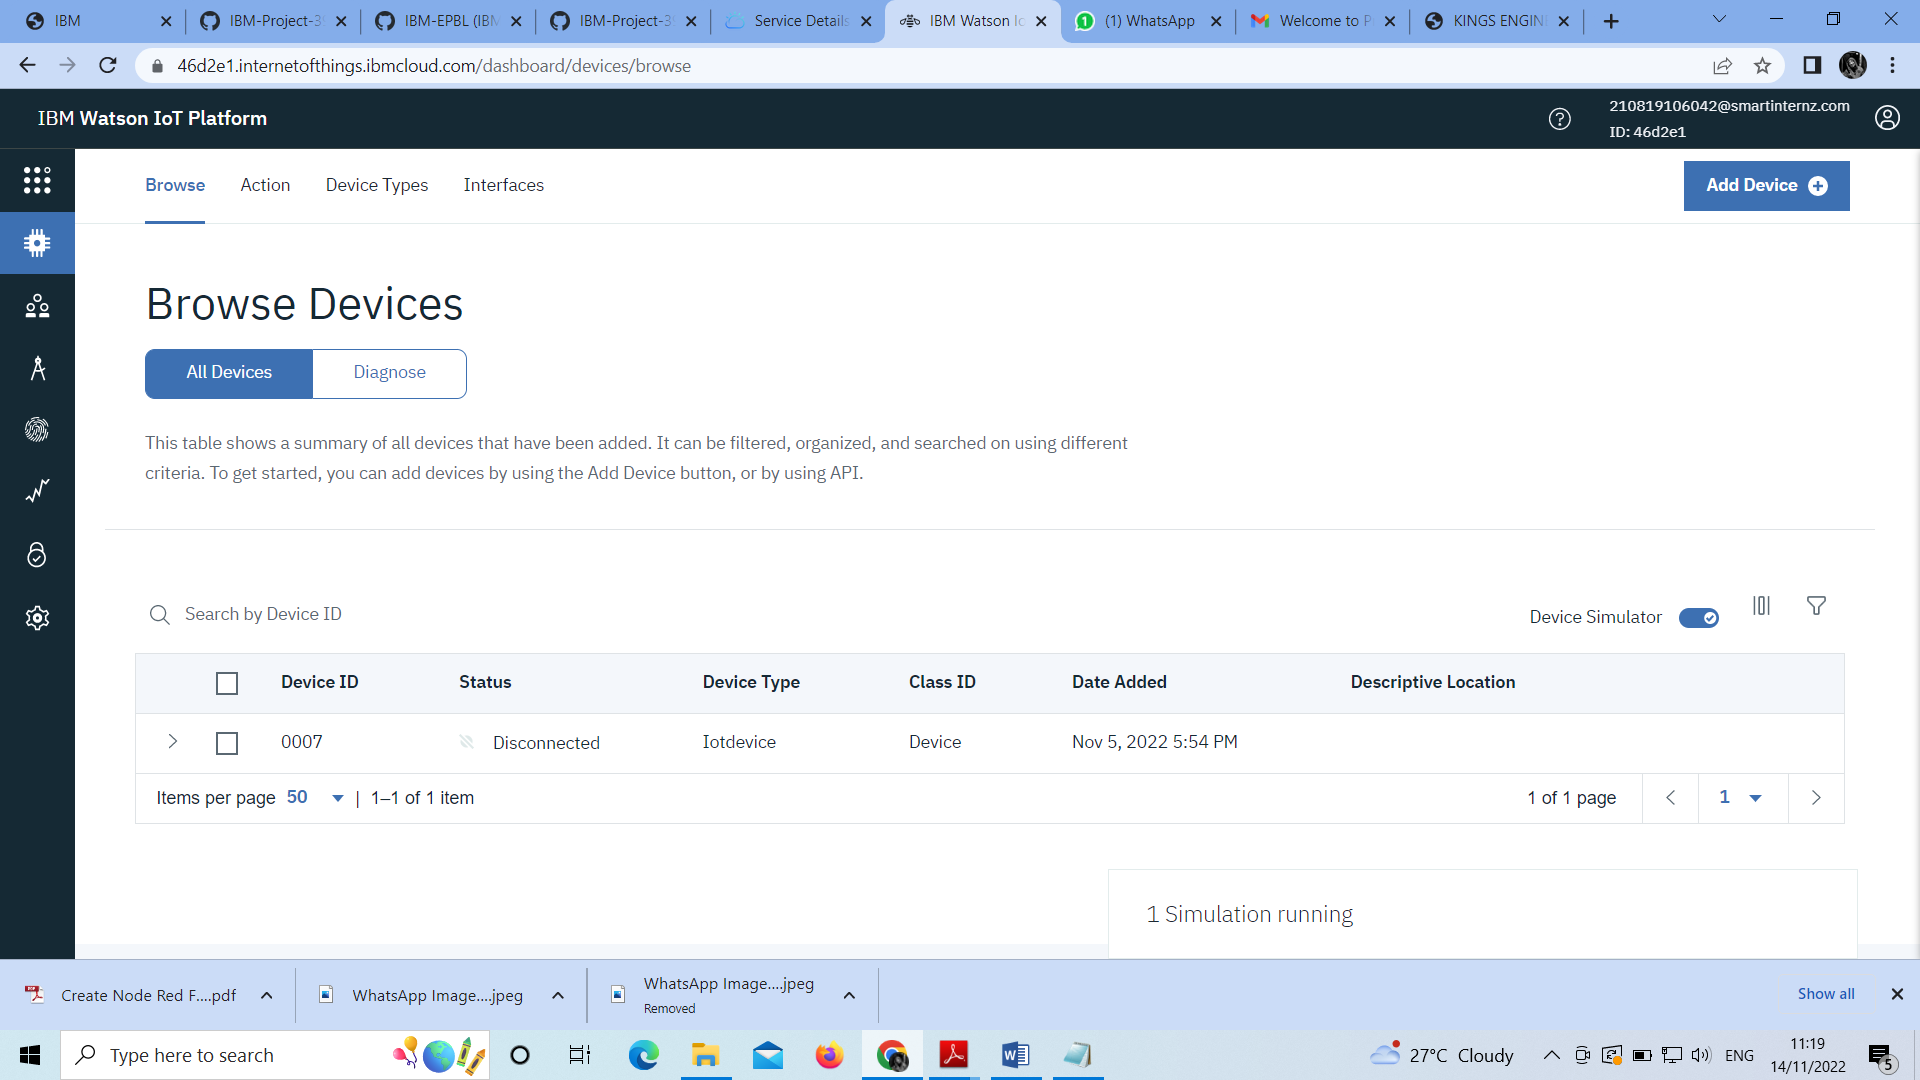 IBM
IBM-Project-3
IBM-EPBL (IBM
IBM-Project-3
Service Details
IBM Watson Io
(1) WhatsApp
Welcome to P
KINGS ENGIN
46d2e1.internetofthings.ibmcloud.com/dashboard/devices/browse
IBM Watson IoT Platform
210819106042@smartinternz.com
ID: 46d2e1
Browse
Action
Device Types
Interfaces
Add Device
Browse Devices
All Devices
Diagnose
This table shows a summary of all devices that have been added. It can be filtered, organized, and searched on using different
criteria. To get started, you can add devices by using the Add Device button, or by using API.
Search by Device ID
Device Simulator
Device ID Status Device Type Class ID Date Added Descriptive Location
0007 Disconnected Iotdevice Device Nov 5, 2022 5:54 PM
Items per page 50 | 1–1 of 1 item
1 of 1 page
1
1 Simulation running
Create Node Red F....pdf
WhatsApp Image....jpeg
WhatsApp Image....jpeg
Removed
Show all
Type here to search
27°C Cloudy
ENG
11:19
14/11/2022
5